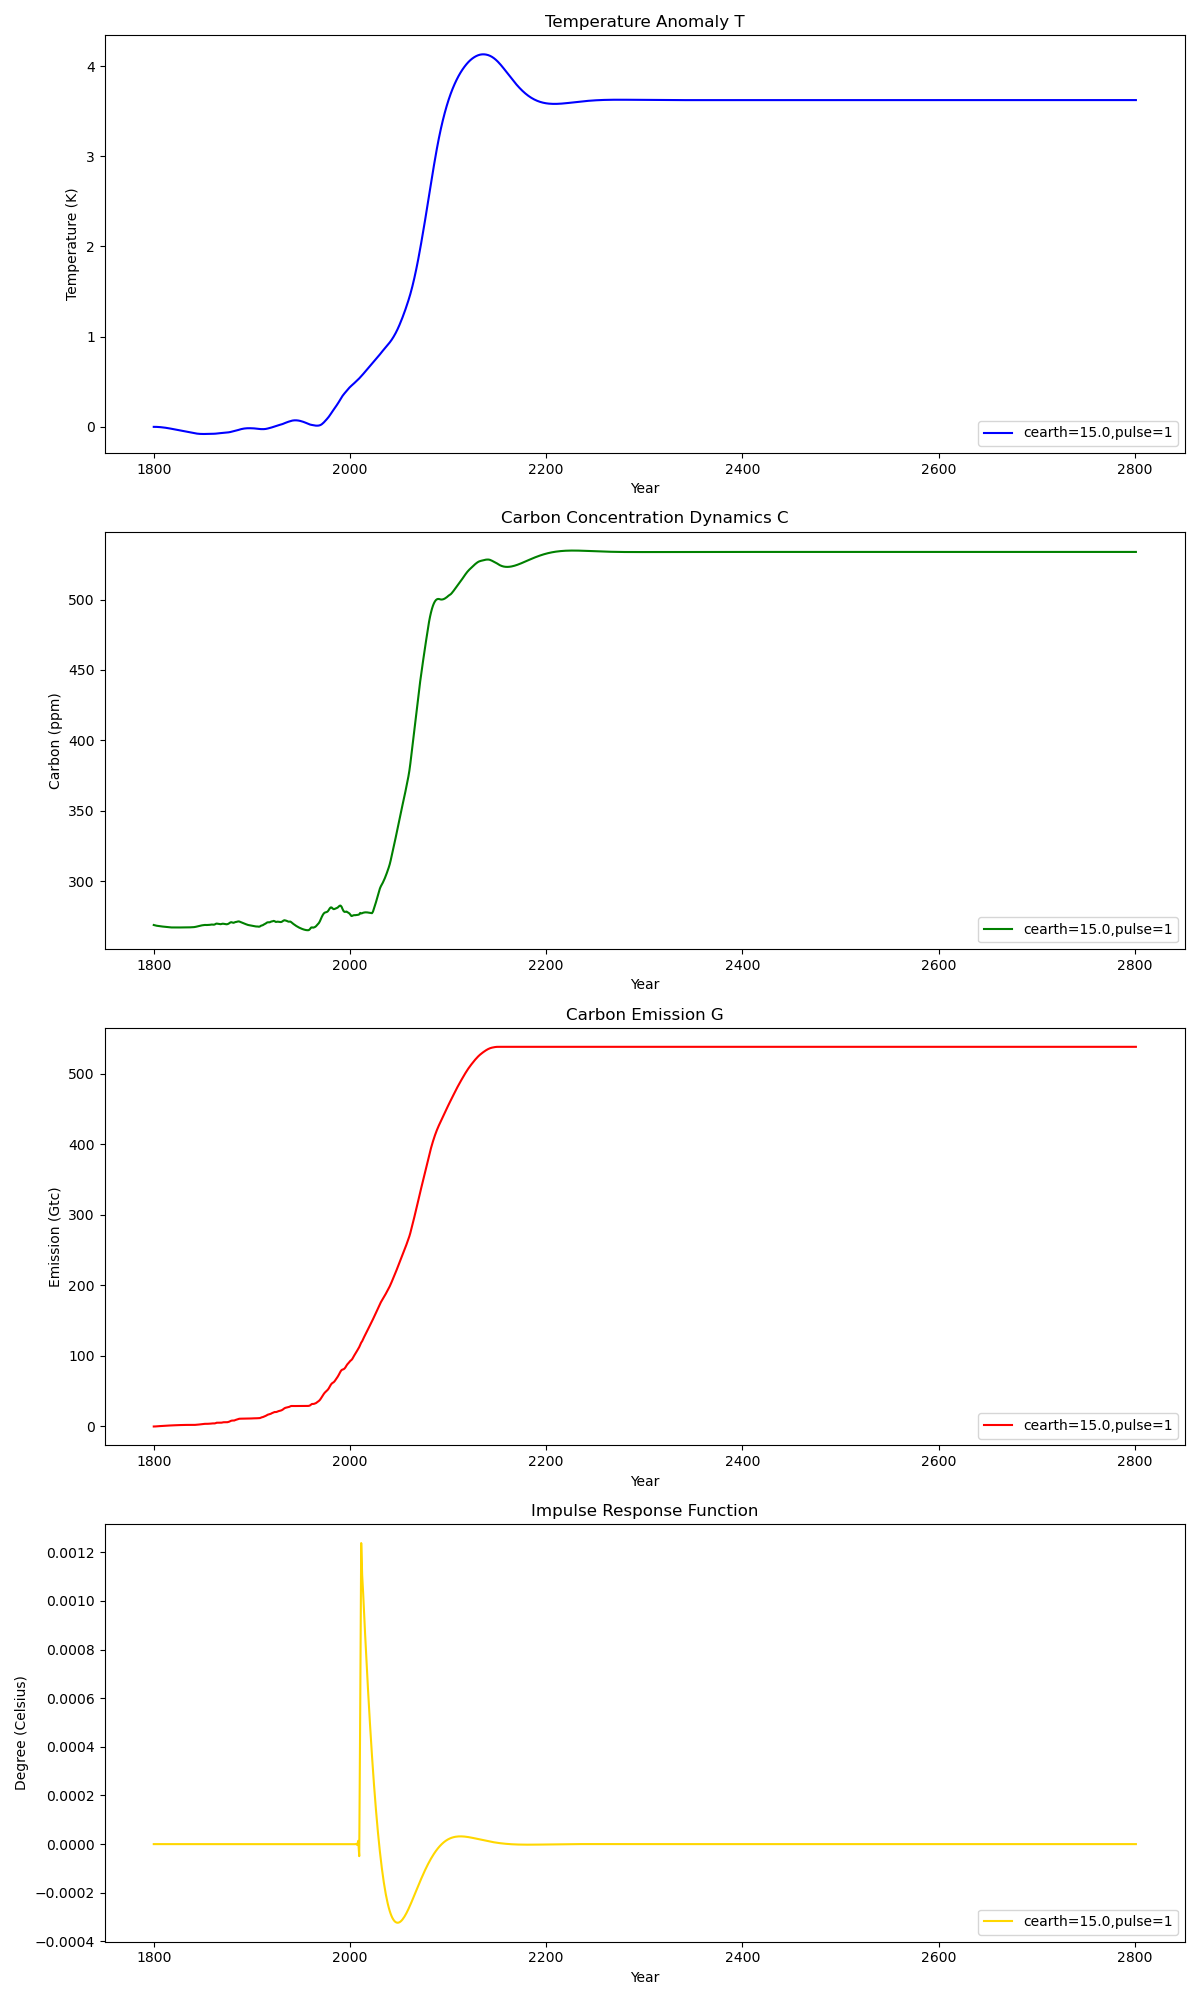 Temperature Anomaly T
4
3
2
1
0
Temperature (K)
cearth=15.0,pulse=1
1800 2000 2200 2400 2600 2800
Year
Carbon Concentration Dynamics C
500
450
400
350
300
Carbon (ppm)
cearth=15.0,pulse=1
1800 2000 2200 2400 2600 2800
Year
Carbon Emission G
500
400
300
200
100
0
Emission (Gtc)
cearth=15.0,pulse=1
1800 2000 2200 2400 2600 2800
Year
Impulse Response Function
0.0012
0.0010
0.0008
0.0006
0.0004
0.0002
0.0000
−0.0002
−0.0004
Degree (Celsius)
cearth=15.0,pulse=1
1800 2000 2200 2400 2600 2800
Year